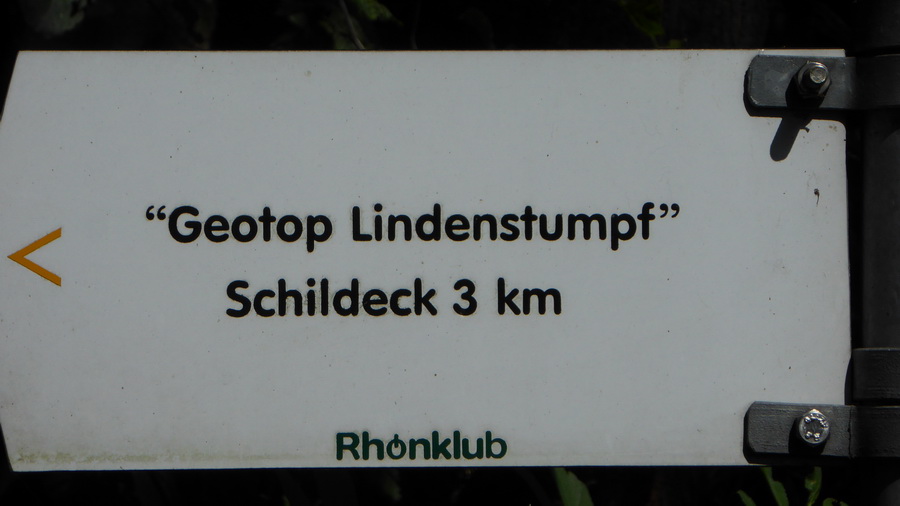 “Geotop Lindenstumpf”
Schildeck 3 km
Rhönklub